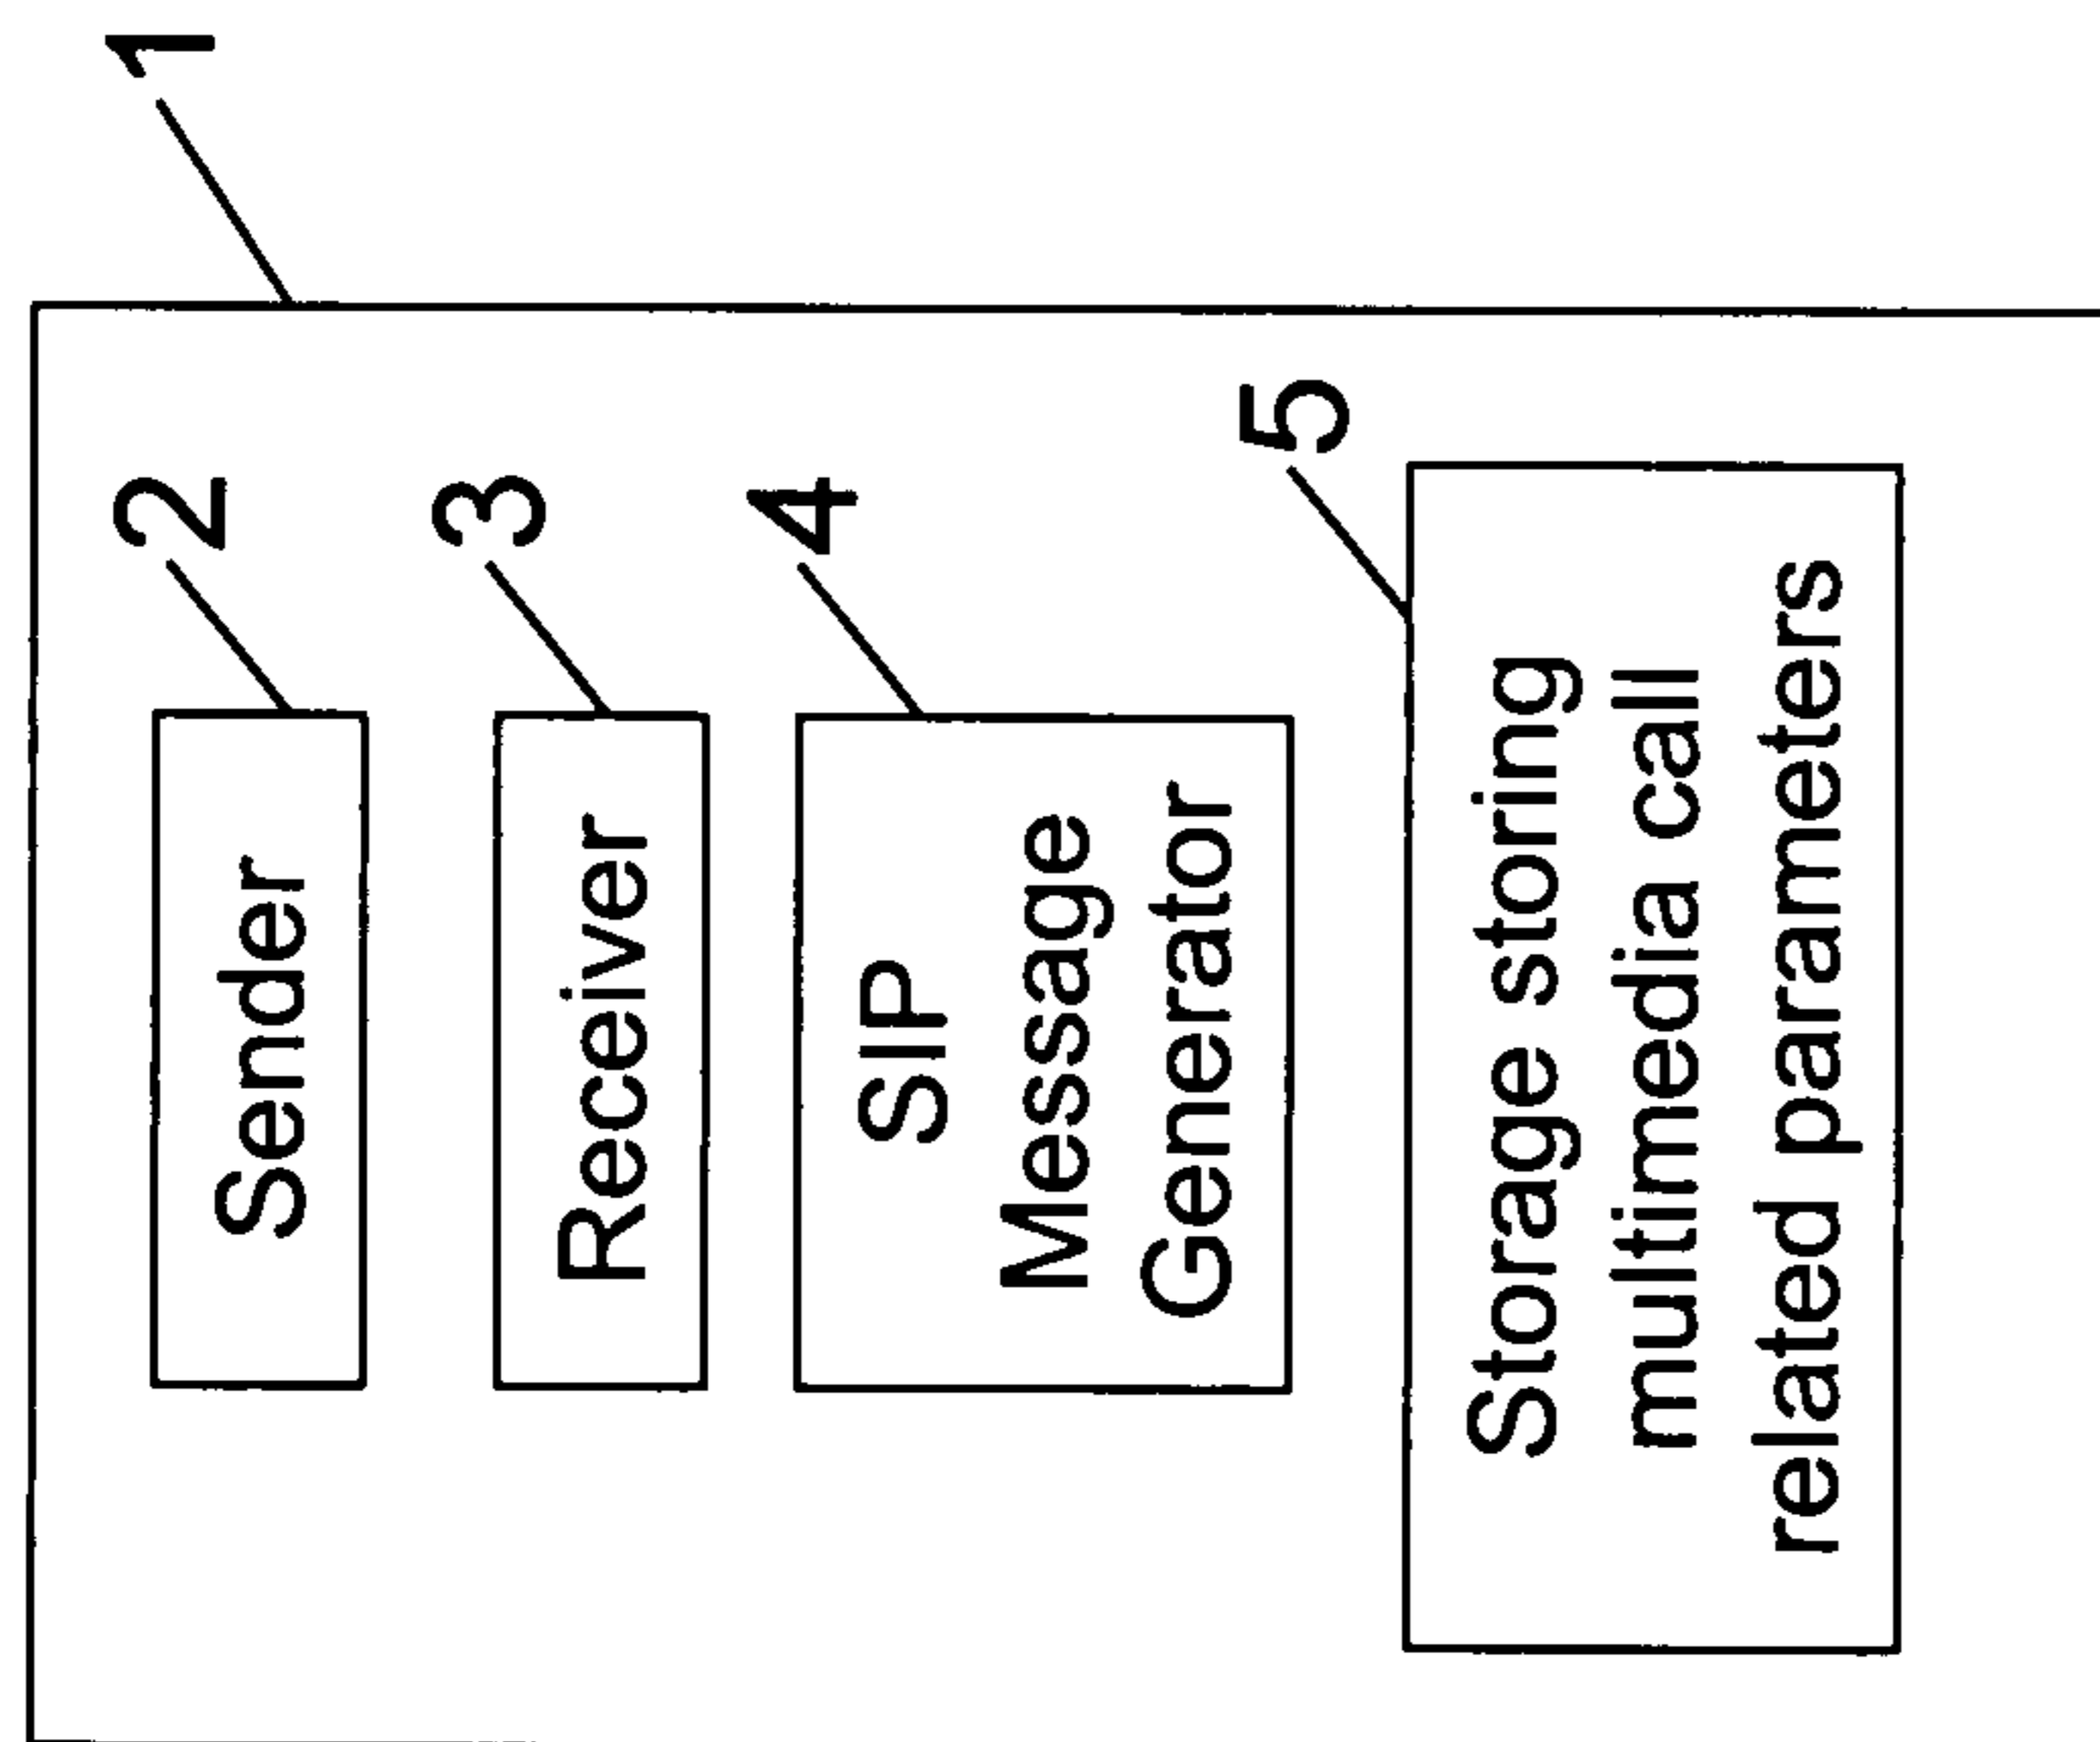 1
2
Sender
3
Receiver
4
SIP
Message
Generator
5
Storage storing
multimedia call
related parameters